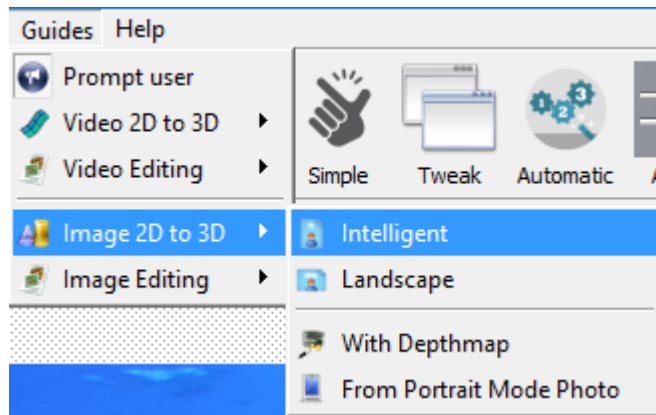 Guides Help
Prompt user
Video 2D to 3D
Video Editing
Simple Tweak Automatic
Image 2D to 3D
Intelligent
Image Editing
Landscape
With Depthmap
From Portrait Mode Photo